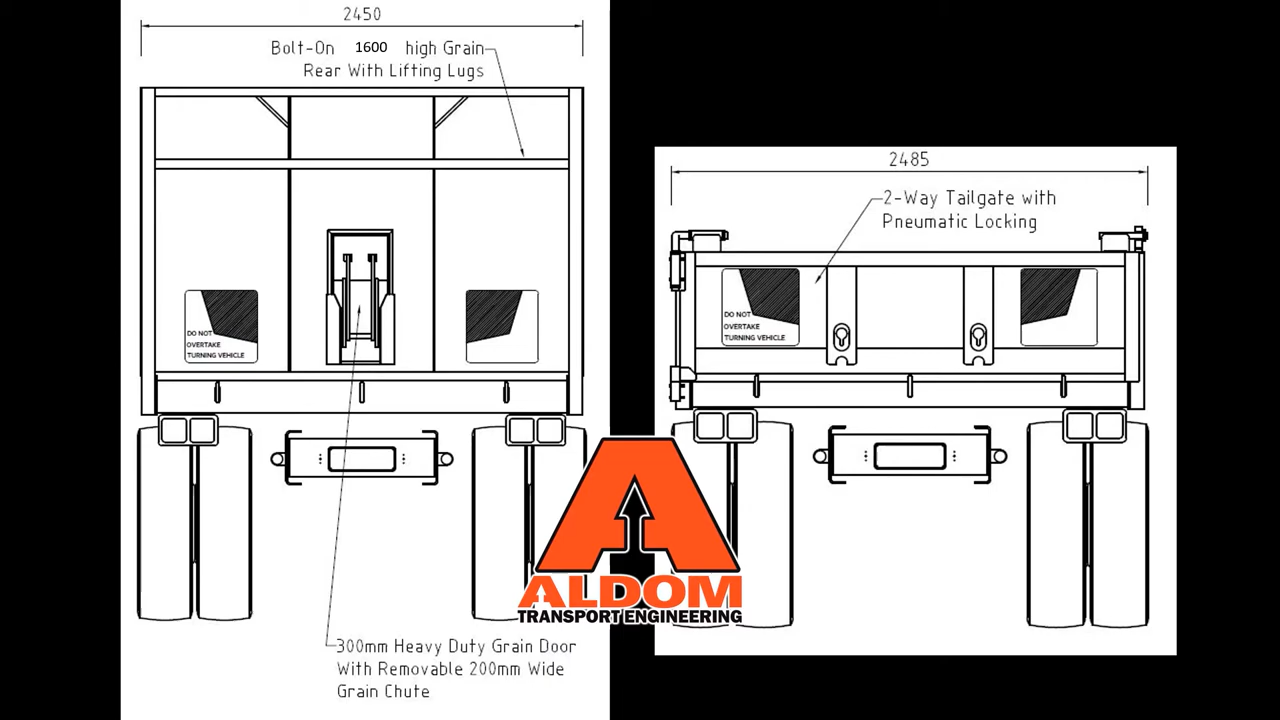 2450
Bolt-On 1600 high Grain
Rear With Lifting Lugs
DO NOT
OVERTAKE
TURNING VEHICLE
300mm Heavy Duty Grain Door
With Removable 200mm Wide
Grain Chute
2485
2-Way Tailgate with
Pneumatic Locking
DO NOT
OVERTAKE
TURNING VEHICLE
ALDOM
TRANSPORT ENGINEERING